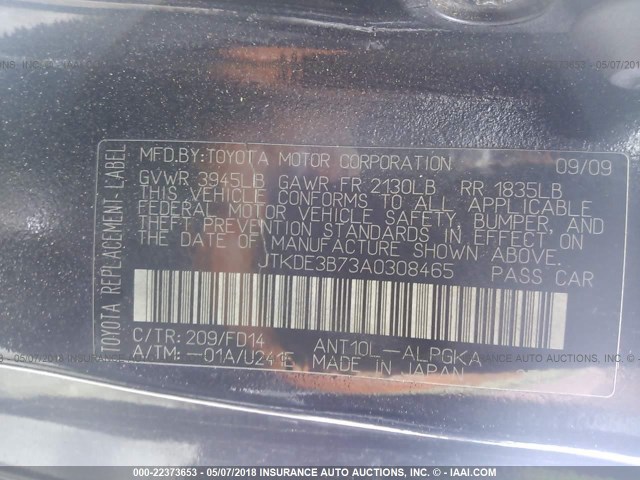 TOYOTA REPLACEMENT-LABEL
MFD.BY:TOYOTA MOTOR CORPORATION 09/09
GVWR 3945LB GAWR FR 2130LB RR 1835LB
THIS VEHICLE CONFORMS TO ALL APPLICABLE
FEDERAL MOTOR VEHICLE SAFETY, BUMPER, AND
THEFT PREVENTION STANDARDS IN EFFECT ON
THE DATE OF MANUFACTURE SHOWN ABOVE.
JTKDE3B73A0308465 PASS CAR
C/TR: 209/FD14 ANT10L-ALPGKA
A/TM: -01A/U241E MADE IN JAPAN
000-22373653 - 05/07/2018 INSURANCE AUTO AUCTIONS, INC. - © - IAAI.COM